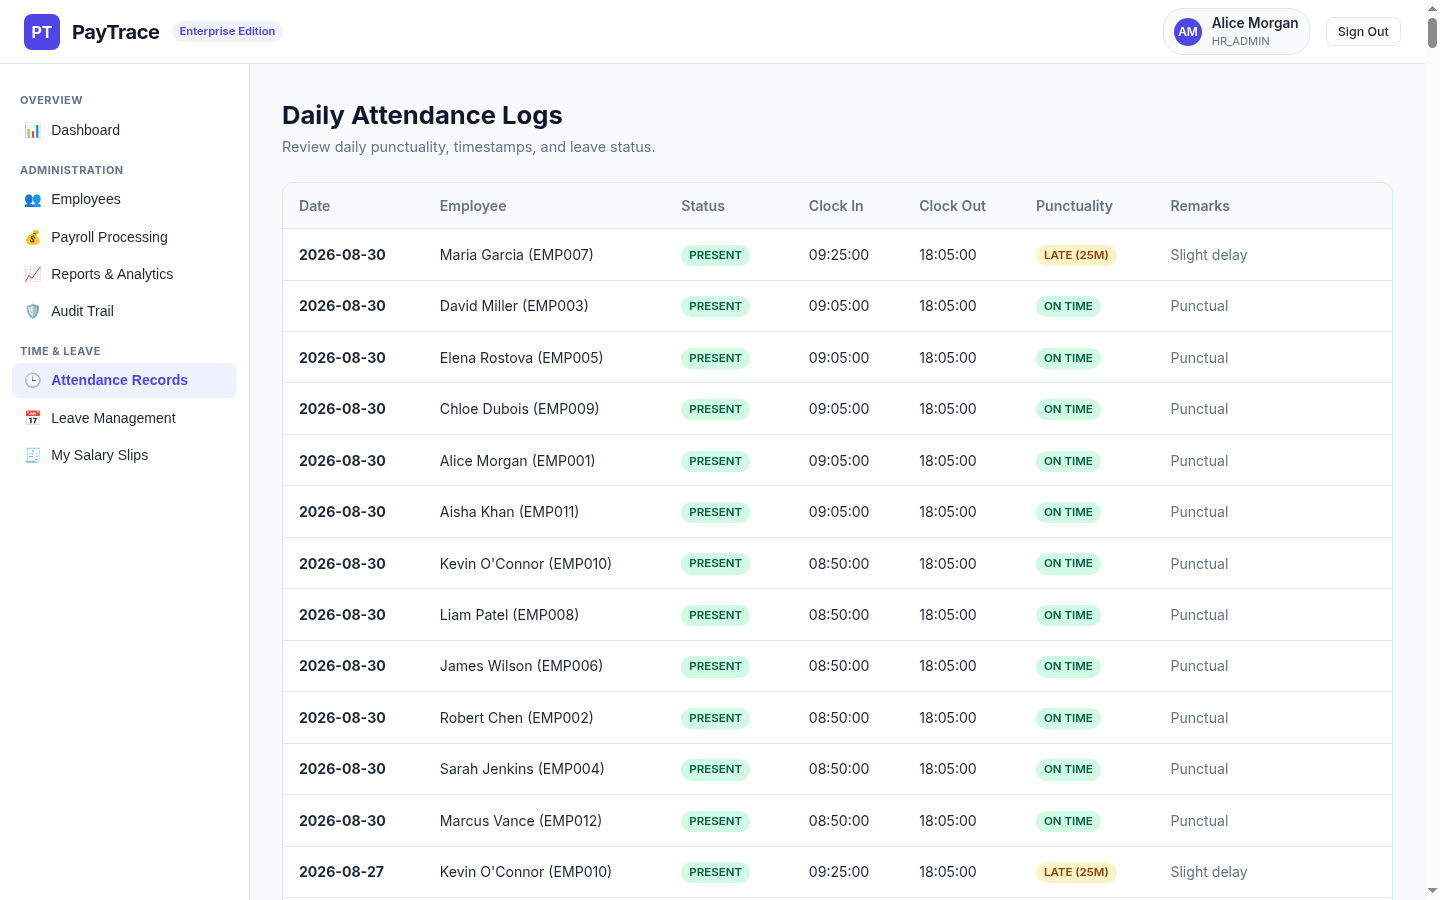 PT PayTrace Enterprise Edition
AM Alice Morgan HR_ADMIN Sign Out
OVERVIEW
Dashboard
ADMINISTRATION
Employees
Payroll Processing
Reports & Analytics
Audit Trail
TIME & LEAVE
Attendance Records
Leave Management
My Salary Slips
Daily Attendance Logs
Review daily punctuality, timestamps, and leave status.
Date Employee Status Clock In Clock Out Punctuality Remarks
2026-08-30 Maria Garcia (EMP007) PRESENT 09:25:00 18:05:00 LATE (25M) Slight delay
2026-08-30 David Miller (EMP003) PRESENT 09:05:00 18:05:00 ON TIME Punctual
2026-08-30 Elena Rostova (EMP005) PRESENT 09:05:00 18:05:00 ON TIME Punctual
2026-08-30 Chloe Dubois (EMP009) PRESENT 09:05:00 18:05:00 ON TIME Punctual
2026-08-30 Alice Morgan (EMP001) PRESENT 09:05:00 18:05:00 ON TIME Punctual
2026-08-30 Aisha Khan (EMP011) PRESENT 09:05:00 18:05:00 ON TIME Punctual
2026-08-30 Kevin O'Connor (EMP010) PRESENT 08:50:00 18:05:00 ON TIME Punctual
2026-08-30 Liam Patel (EMP008) PRESENT 08:50:00 18:05:00 ON TIME Punctual
2026-08-30 James Wilson (EMP006) PRESENT 08:50:00 18:05:00 ON TIME Punctual
2026-08-30 Robert Chen (EMP002) PRESENT 08:50:00 18:05:00 ON TIME Punctual
2026-08-30 Sarah Jenkins (EMP004) PRESENT 08:50:00 18:05:00 ON TIME Punctual
2026-08-30 Marcus Vance (EMP012) PRESENT 08:50:00 18:05:00 ON TIME Punctual
2026-08-27 Kevin O'Connor (EMP010) PRESENT 09:25:00 18:05:00 LATE (25M) Slight delay